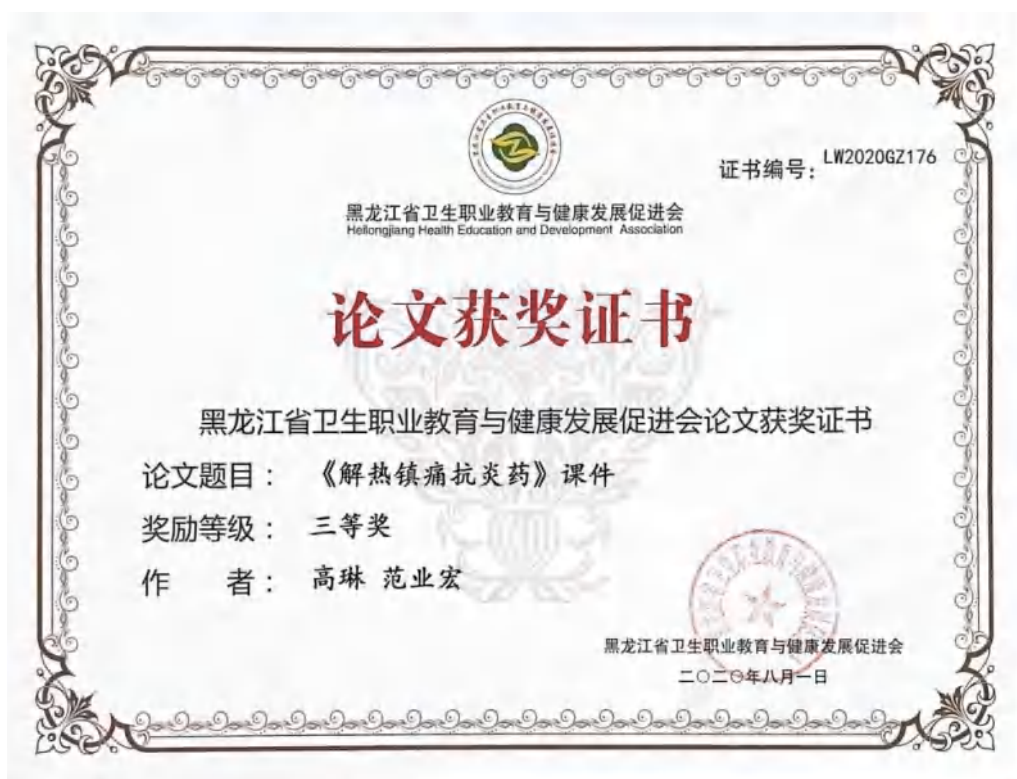 证书编号：LW2020GZ176
黑龙江省卫生职业教育与健康发展促进会
Heilongjiang Health Education and Development Association
论文获奖证书
黑龙江省卫生职业教育与健康发展促进会论文获奖证书
论文题目： 《解热镇痛抗炎药》课件
奖励等级： 三等奖
作 者： 高琳 范业宏
黑龙江省卫生职业教育与健康发展促进会
二〇二〇年八月一日